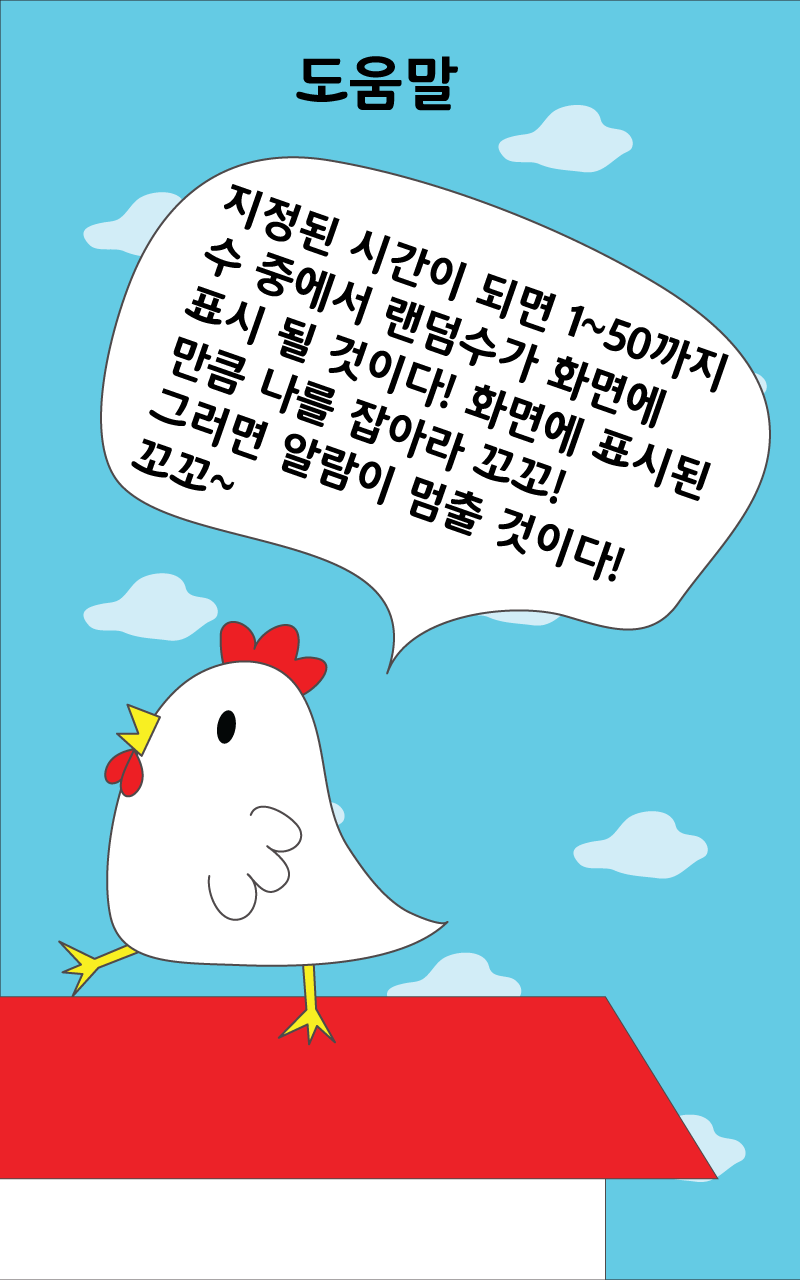 도움말
지정된 시간이 되면 1~50까지
수 중에서 랜덤수가 화면에
표시 될 것이다! 화면에 표시된
만큼 나를 잡아라 꼬꼬!
그러면 알람이 멈출 것이다!
꼬꼬~